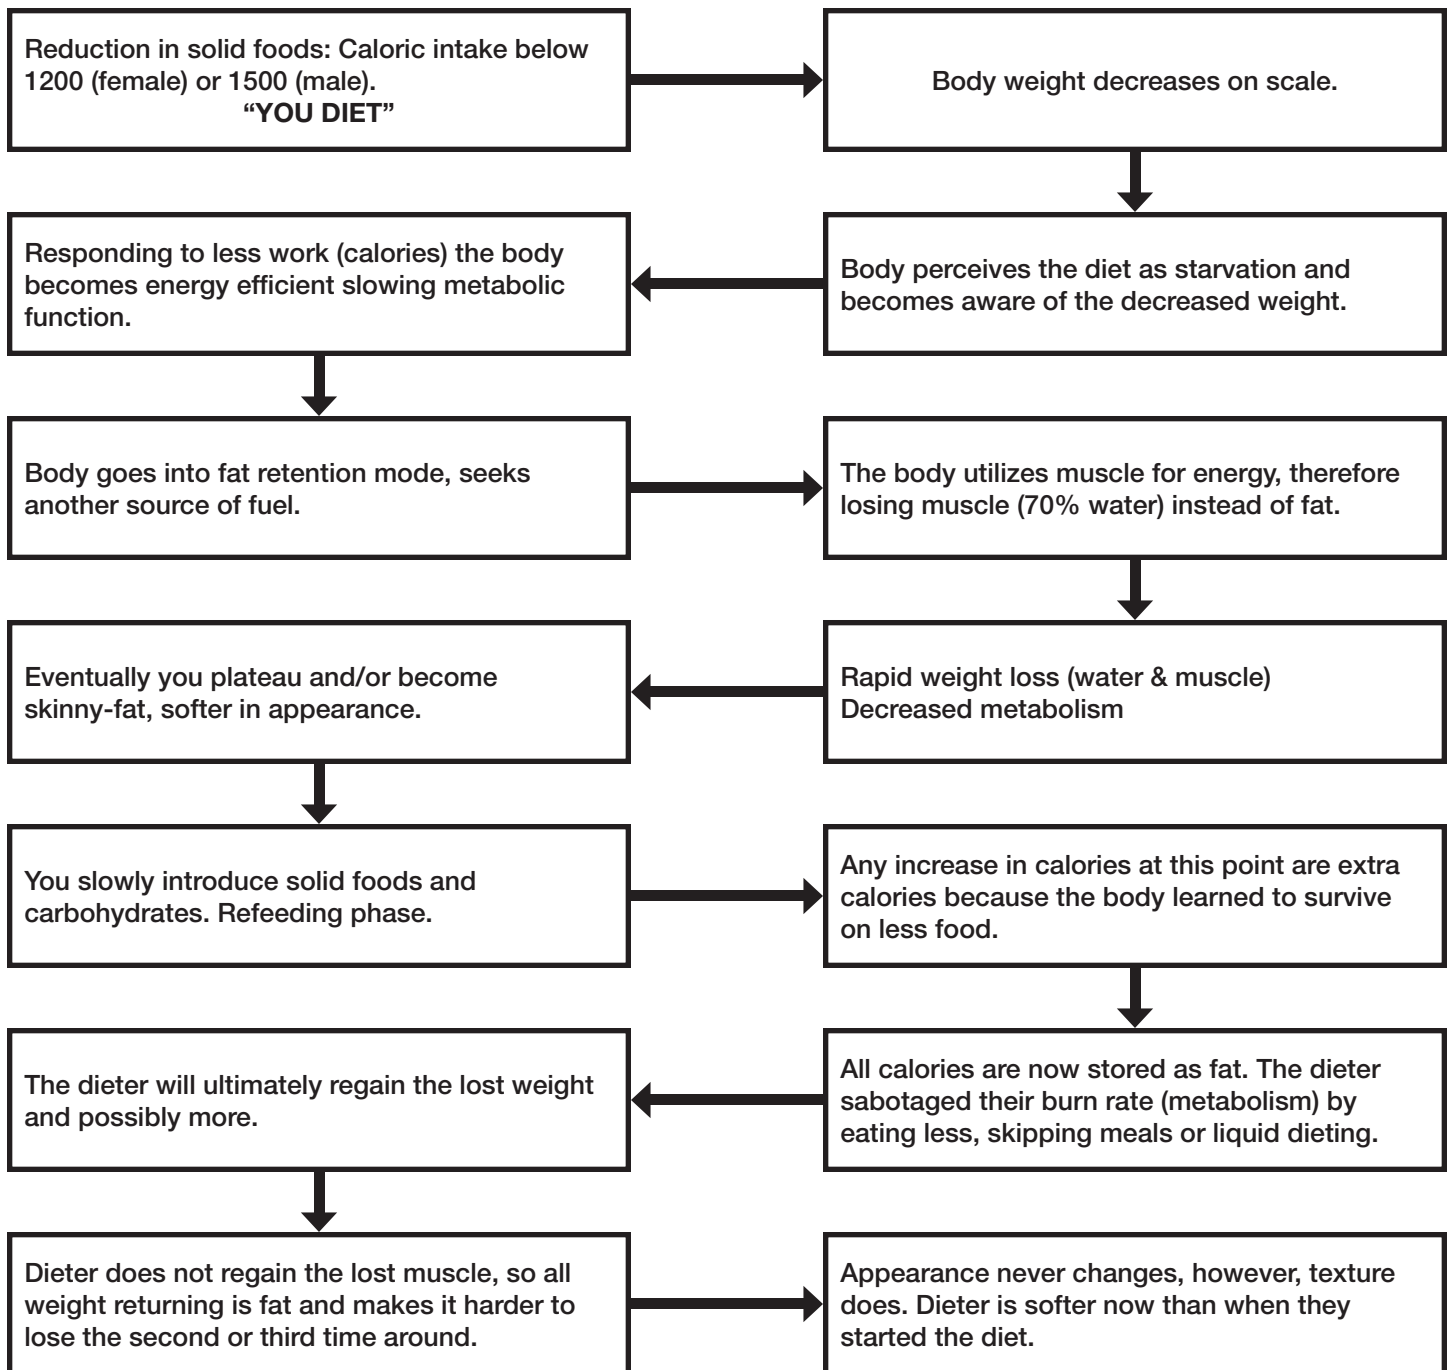 Reduction in solid foods: Caloric intake below
1200 (female) or 1500 (male).
“YOU DIET”
Body weight decreases on scale.
Body perceives the diet as starvation and
becomes aware of the decreased weight.
Responding to less work (calories) the body
becomes energy efficient slowing metabolic
function.
Body goes into fat retention mode, seeks
another source of fuel.
The body utilizes muscle for energy, therefore
losing muscle (70% water) instead of fat.
Rapid weight loss (water & muscle)
Decreased metabolism
Eventually you plateau and/or become
skinny-fat, softer in appearance.
You slowly introduce solid foods and
carbohydrates. Refeeding phase.
Any increase in calories at this point are extra
calories because the body learned to survive
on less food.
All calories are now stored as fat. The dieter
sabotaged their burn rate (metabolism) by
eating less, skipping meals or liquid dieting.
The dieter will ultimately regain the lost weight
and possibly more.
Dieter does not regain the lost muscle, so all
weight returning is fat and makes it harder to
lose the second or third time around.
Appearance never changes, however, texture
does. Dieter is softer now than when they
started the diet.